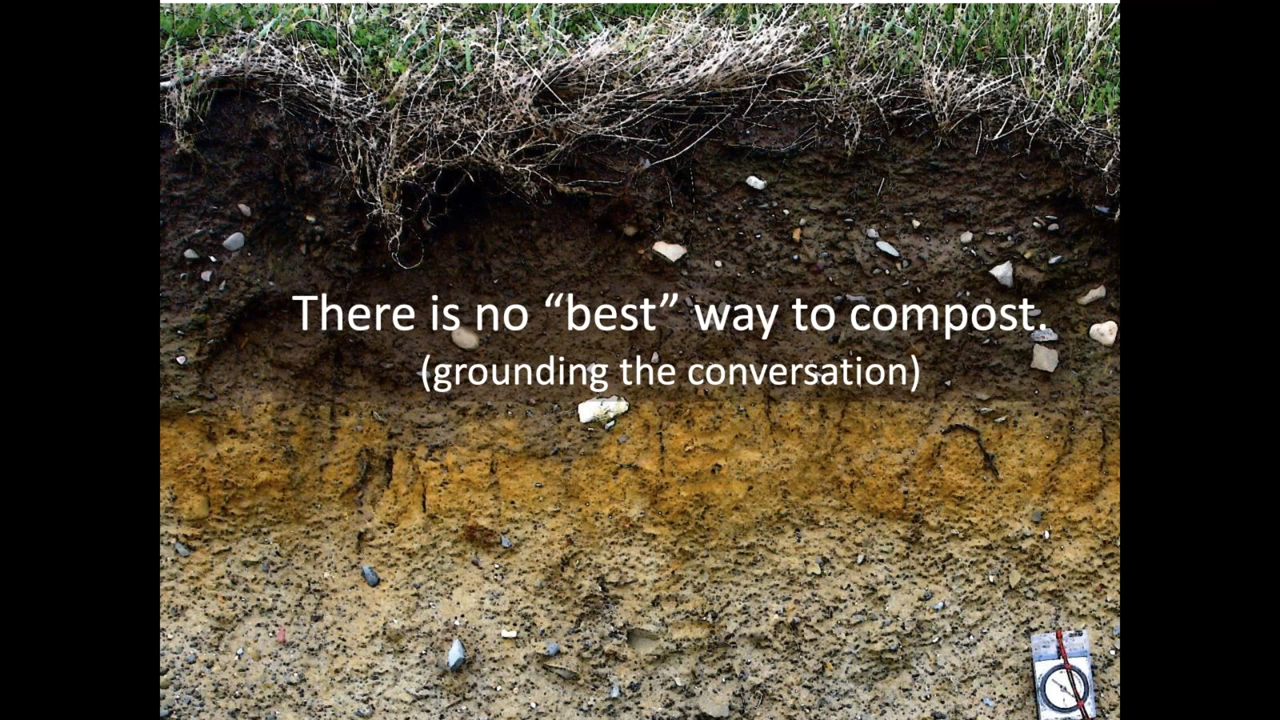 There is no “best” way to compost.
(grounding the conversation)